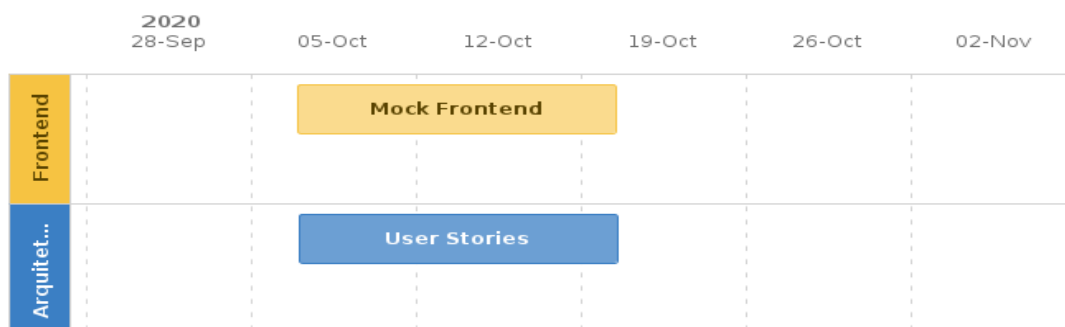 2020
28-Sep 05-Oct 12-Oct 19-Oct 26-Oct 02-Nov
Frontend
Mock Frontend
Arquitet...
User Stories